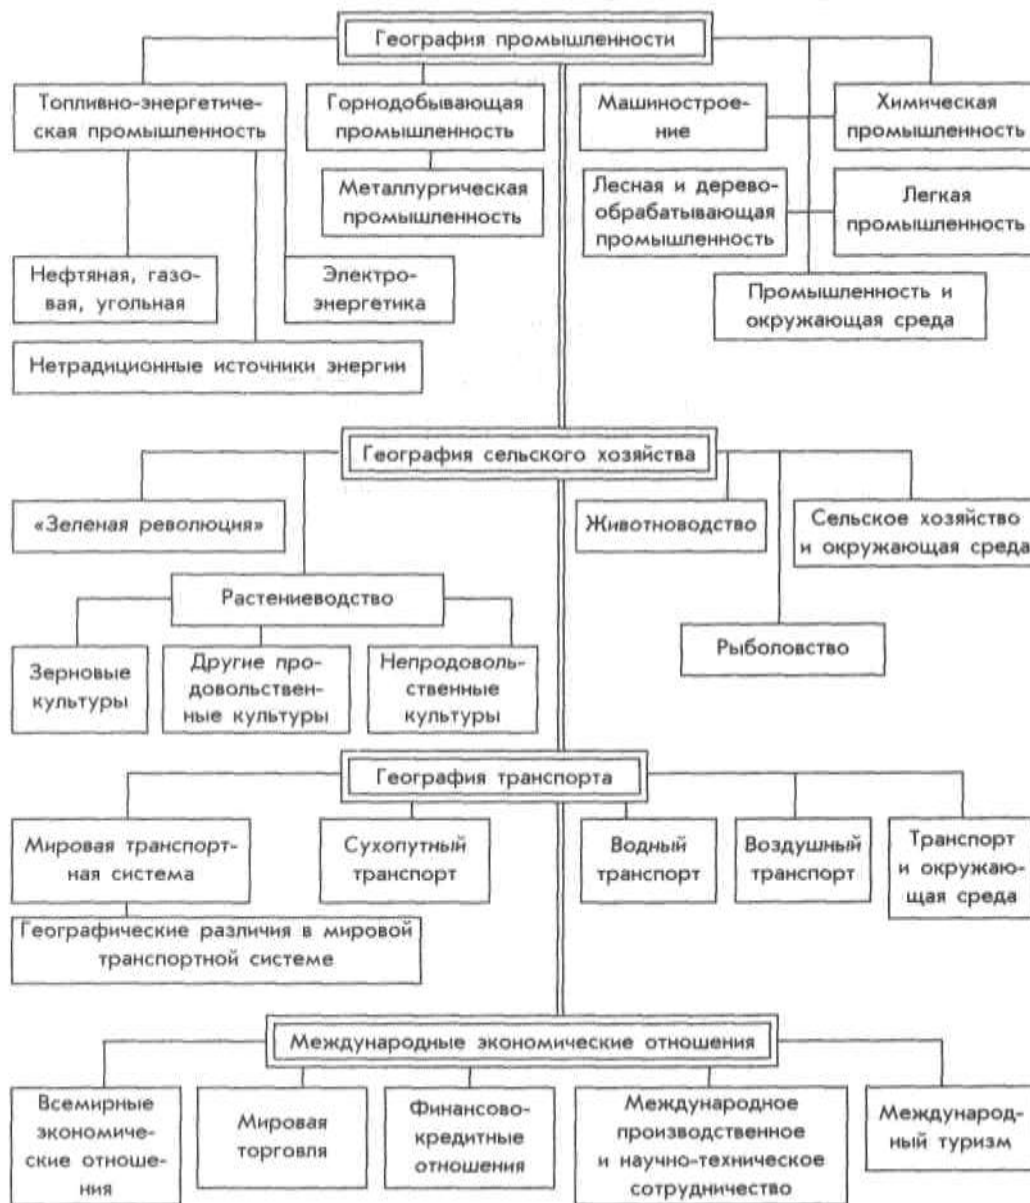 География промышленности
Топливно-энергетиче-
ская промышленность
Горнодобывающая
промышленность
Машинострое-
ние
Химическая
промышленность
Металлургическая
промышленность
Лесная и дерево-
обрабатывающая
промышленность
Легкая
промышленность
Нефтяная, газо-
вая, угольная
Электро-
энергетика
Промышленность и
окружающая среда
Нетрадиционные источники энергии
География сельского хозяйства
«Зеленая революция»
Животноводство
Сельское хозяйство
и окружающая среда
Растениеводство
Рыболовство
Зерновые
культуры
Другие про-
довольствен-
ные культуры
Непродоволь-
ственные
культуры
География транспорта
Мировая транспорт-
ная система
Сухопутный
транспорт
Водный
транспорт
Воздушный
транспорт
Транспорт
и окружаю-
щая среда
Географические различия в мировой
транспортной системе
Международные экономические отношения
Всемирные
экономиче-
ские отноше-
ния
Мировая
торговля
Финансово-
кредитные
отношения
Международное
производственное
и научно-техническое
сотрудничество
Международ-
ный туризм